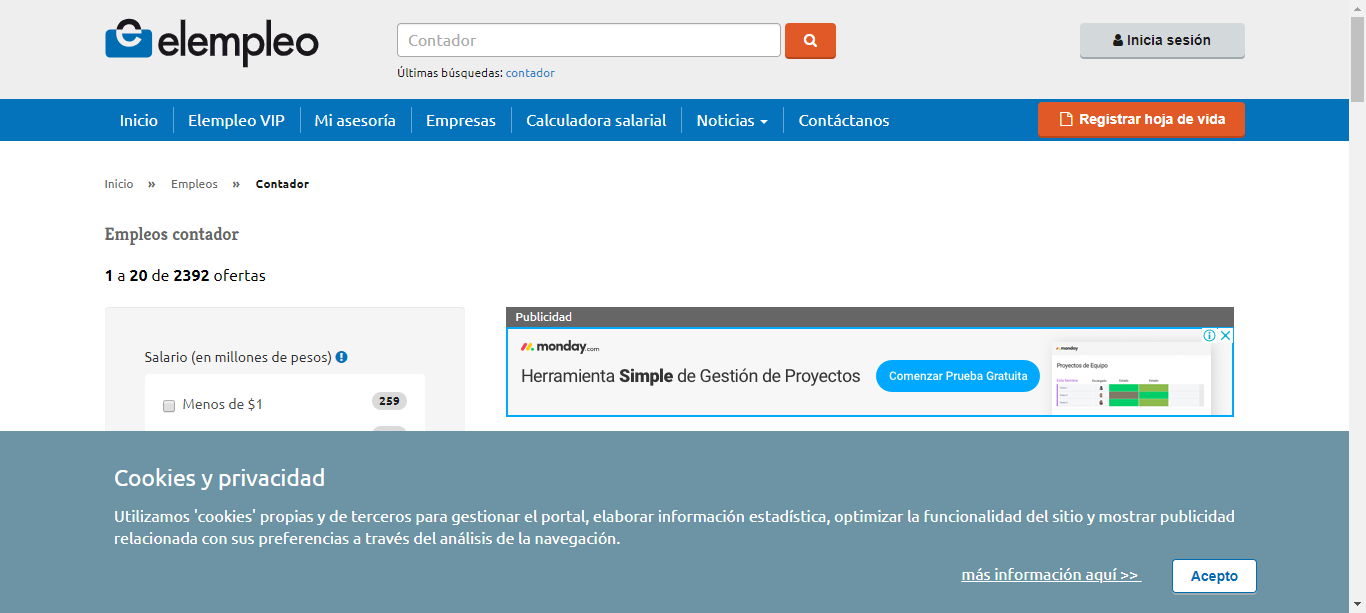 elempleo
Contador
Inicia sesión
Últimas búsquedas: contador
Inicio
Elempleo VIP
Mi asesoría
Empresas
Calculadora salarial
Noticias
Contáctanos
Registrar hoja de vida
Inicio » Empleos » Contador
Empleos contador
1 a 20 de 2392 ofertas
Salario (en millones de pesos)
Menos de $1
259
Publicidad
monday.com
Herramienta Simple de Gestión de Proyectos
Comenzar Prueba Gratuita
monday
Proyectos de Equipo
Cookies y privacidad
Utilizamos 'cookies' propias y de terceros para gestionar el portal, elaborar información estadística, optimizar la funcionalidad del sitio y mostrar publicidad
relacionada con sus preferencias a través del análisis de la navegación.
más información aquí >>
Acepto